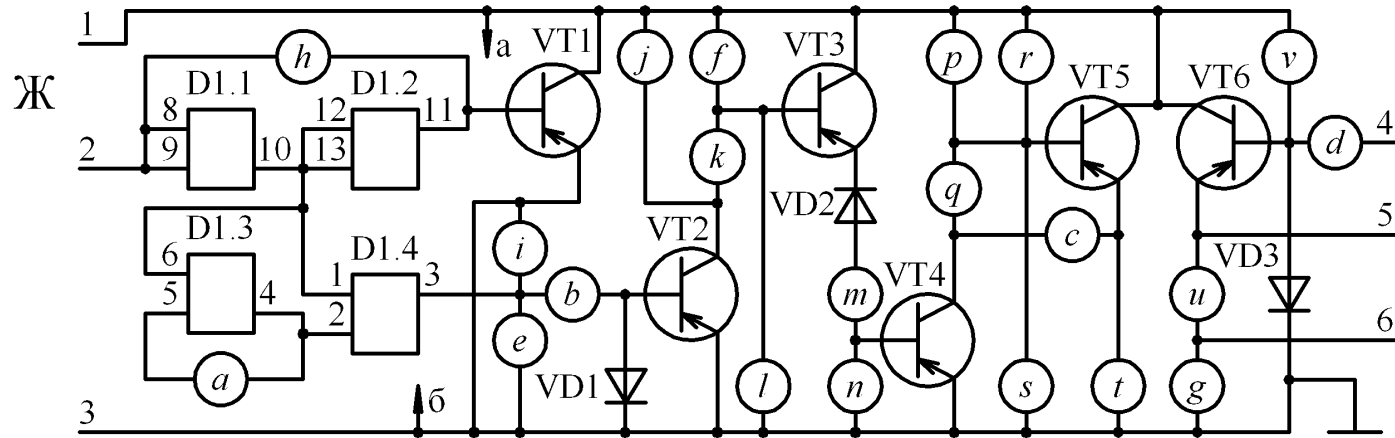 1 а VT1 j f VT3 p r VT5 VT6 v
Ж h
D1.1 D1.2
8 12 11 d 4
9 10 13 k
2
VD2 q
D1.3 i VT2 c 5
6 D1.4 VD3
5 4 1 3 b m VT4 u
2 e 6
a VD1 l n s t g
3 б